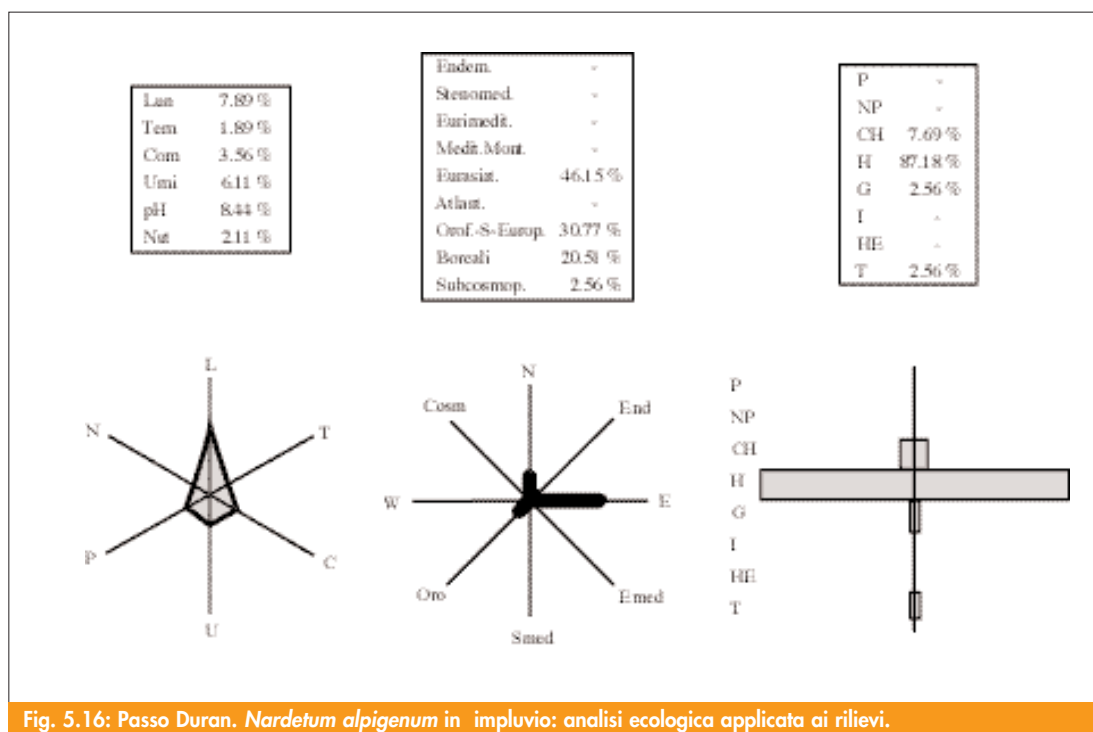 Lum 7.89 %
Tem 1.89 %
Com 3.56 %
Umi 6.11 %
pH 8.44 %
Nut 2.11 %
Endem. -
Stenomed. -
Eurimedit. -
Medit. Mont. -
Eurasiat. 46.15 %
Atlant. -
Orof.-S-Europ. 30.77 %
Boreali 20.51 %
Subcosmop. 2.56 %
P -
NP -
CH 7.69 %
H 87.18 %
G 2.56 %
I -
HE -
T 2.56 %
L
N
T
P
C
U
N
Cosm
End
W
E
Oro
Emed
Smed
P
NP
CH
H
G
I
HE
T
Fig. 5.16: Passo Duran. Nardetum alpigenum in impluvio: analisi ecologica applicata ai rilievi.